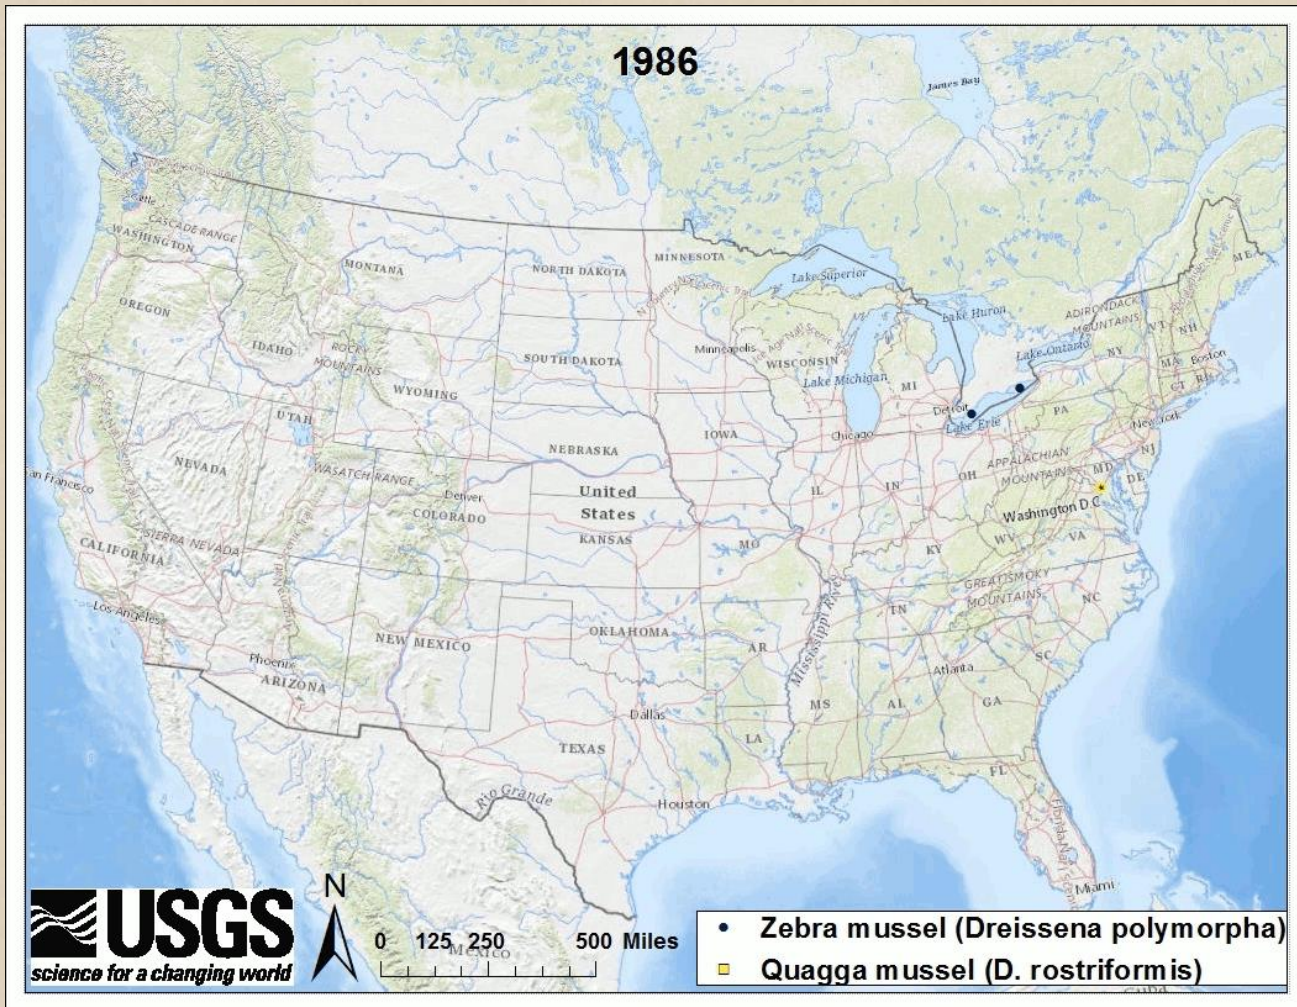 1986
James Bay
CASCADE RANGE
WASHINGTON
MONTANA
NORTH DAKOTA
MINNESOTA
Lake Superior
ME
OREGON
IDAHO
ROCKY
MOUNTAINS
SOUTH DAKOTA
Minneapolis
WISCONSIN
Lake Huron
ADIRONDACK
MOUNTAINS
VT
NH
Lake Ontario
NY
MA
Boston
CT
RI
WYOMING
Lake Michigan
MI
Detroit
Lake Erie
PA
New York
UTAH
NEBRASKA
IOWA
Chicago
NEVADA
WASATCH RANGE
Denver
COLORADO
United
States
KANSAS
IL
IN
OH
APPALACHIAN
MOUNTAINS
MD
NJ
DE
an Francisco
Washington D.C
SIERRA NEVADA
CALIFORNIA
MO
KY
WV
VA
GREAT SMOKY
MOUNTAINS
Los Angeles
NEW MEXICO
OKLAHOMA
AR
Mississippi River
TN
NC
Phoenix
ARIZONA
Dallas
Atlanta
SC
MS
AL
GA
TEXAS
LA
FL
Rio Grande
Houston
Miami
Mexico
USGS
science for a changing world
N
0 125 250 500 Miles
Zebra mussel (Dreissena polymorpha)
Quagga mussel (D. rostriformis)